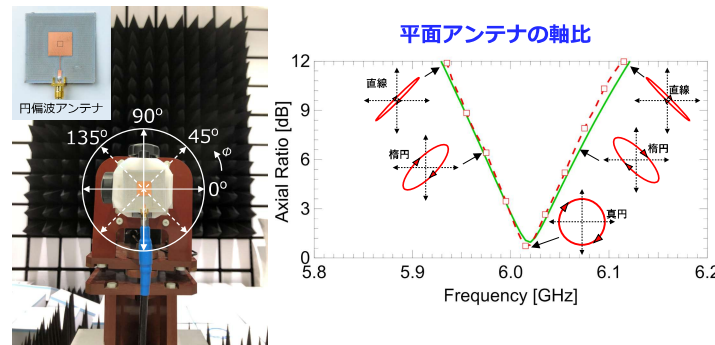 円偏波アンテナ
90°
135°
45°
φ
0°
平面アンテナの軸比
Axial Ratio [dB]
12
9
6
3
0
直線
直線
楕円
楕円
真円
5.8
5.9
6.0
6.1
6.2
Frequency [GHz]